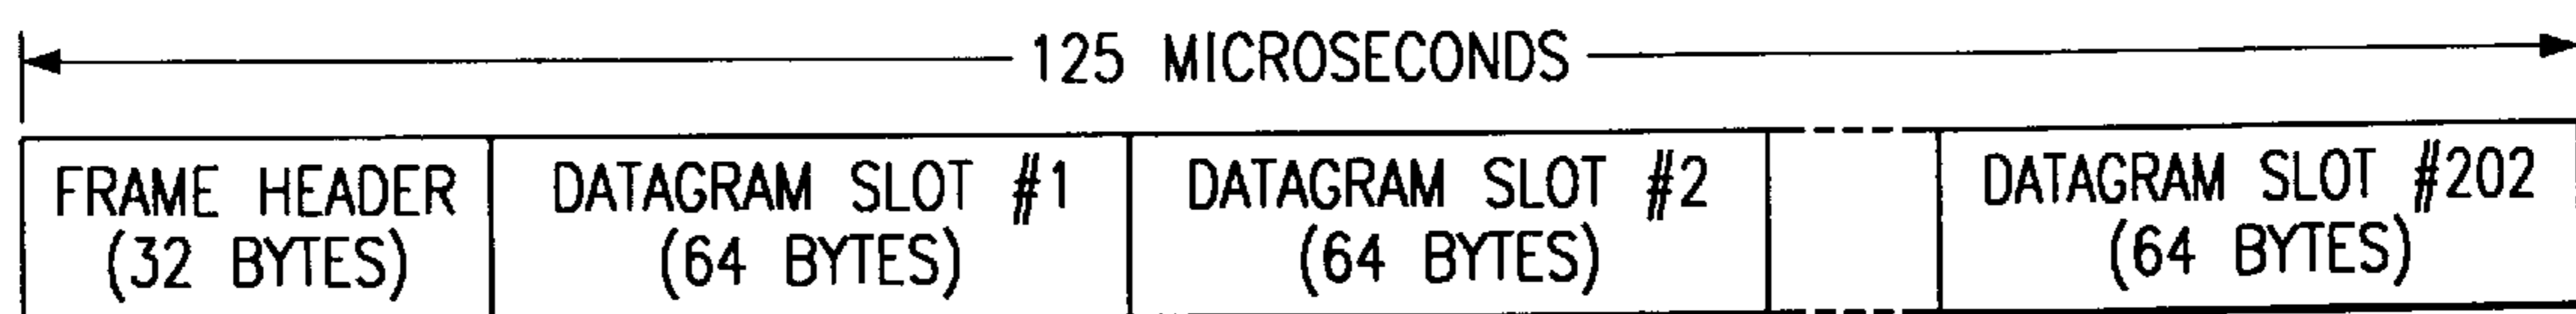 125 MICROSECONDS
FRAME HEADER
(32 BYTES)
DATAGRAM SLOT #1
(64 BYTES)
DATAGRAM SLOT #2
(64 BYTES)
DATAGRAM SLOT #202
(64 BYTES)